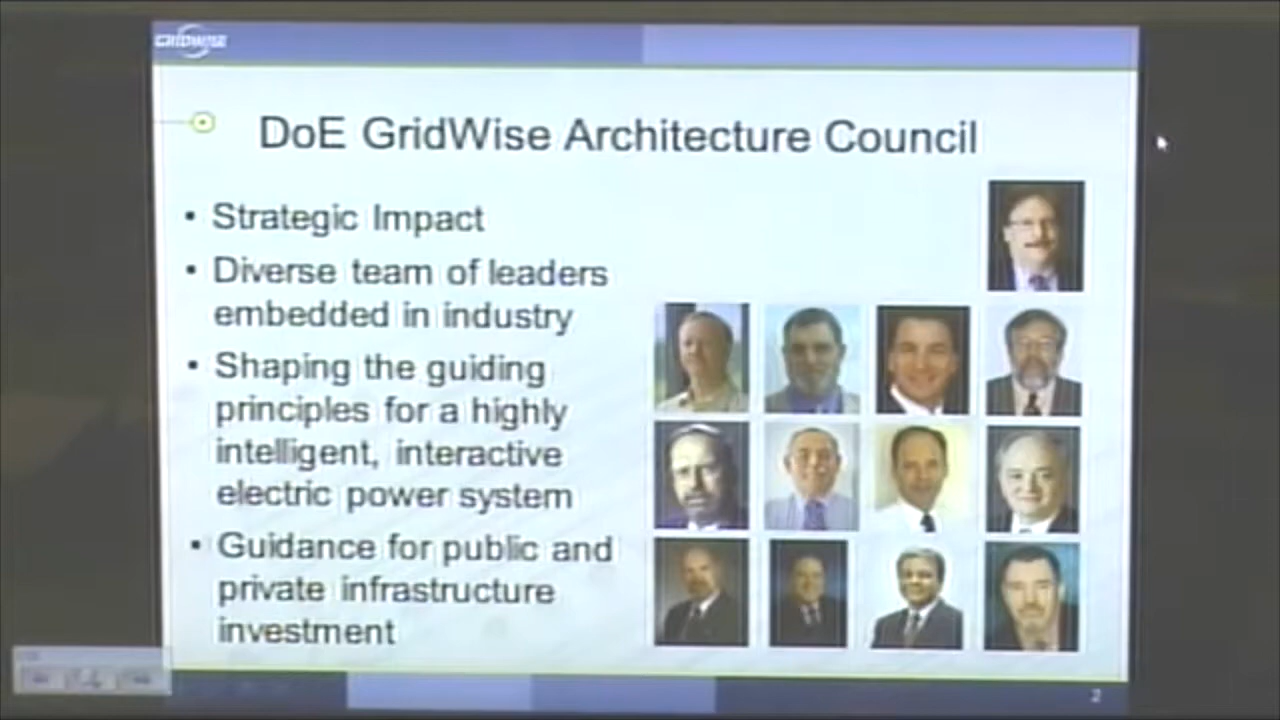 GRIDWISE
DoE GridWise Architecture Council
• Strategic Impact
• Diverse team of leaders
embedded in industry
• Shaping the guiding
principles for a highly
intelligent, interactive
electric power system
• Guidance for public and
private infrastructure
investment
2